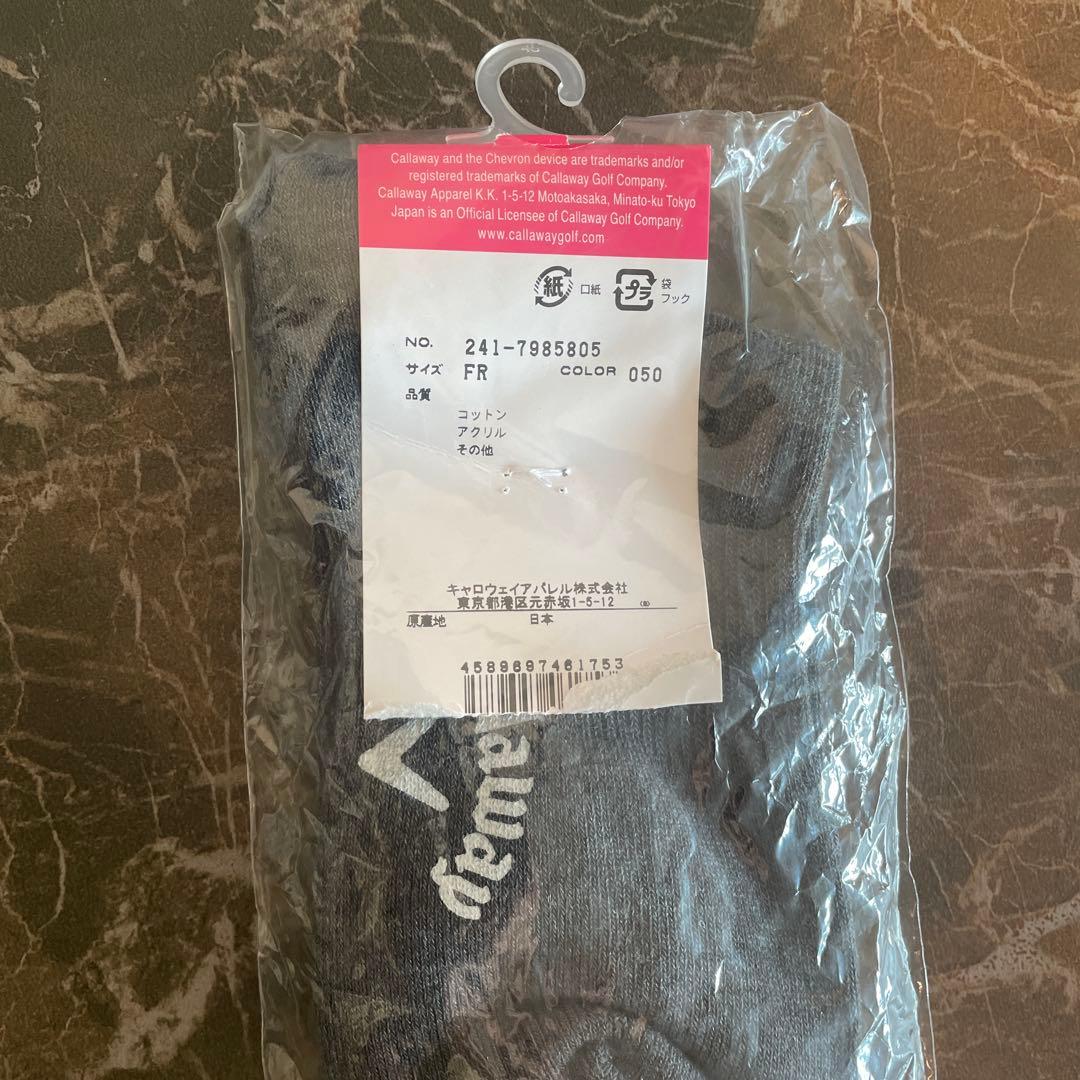 Callaway and the Chevron device are trademarks and/or
registered trademarks of Callaway Golf Company.
Callaway Apparel K.K. 1-5-12 Motoakasaka, Minato-ku Tokyo
Japan is an Official Licensee of Callaway Golf Company.
www.callawaygolf.com
紙 口紙 プラ 袋
フック
NO. 241-7985805
サイズ FR COLOR 050
品質
コットン
アクリル
その他
キャロウェイアパレル株式会社
東京都港区元赤坂1-5-12
原産地 日本
4589697461753
away